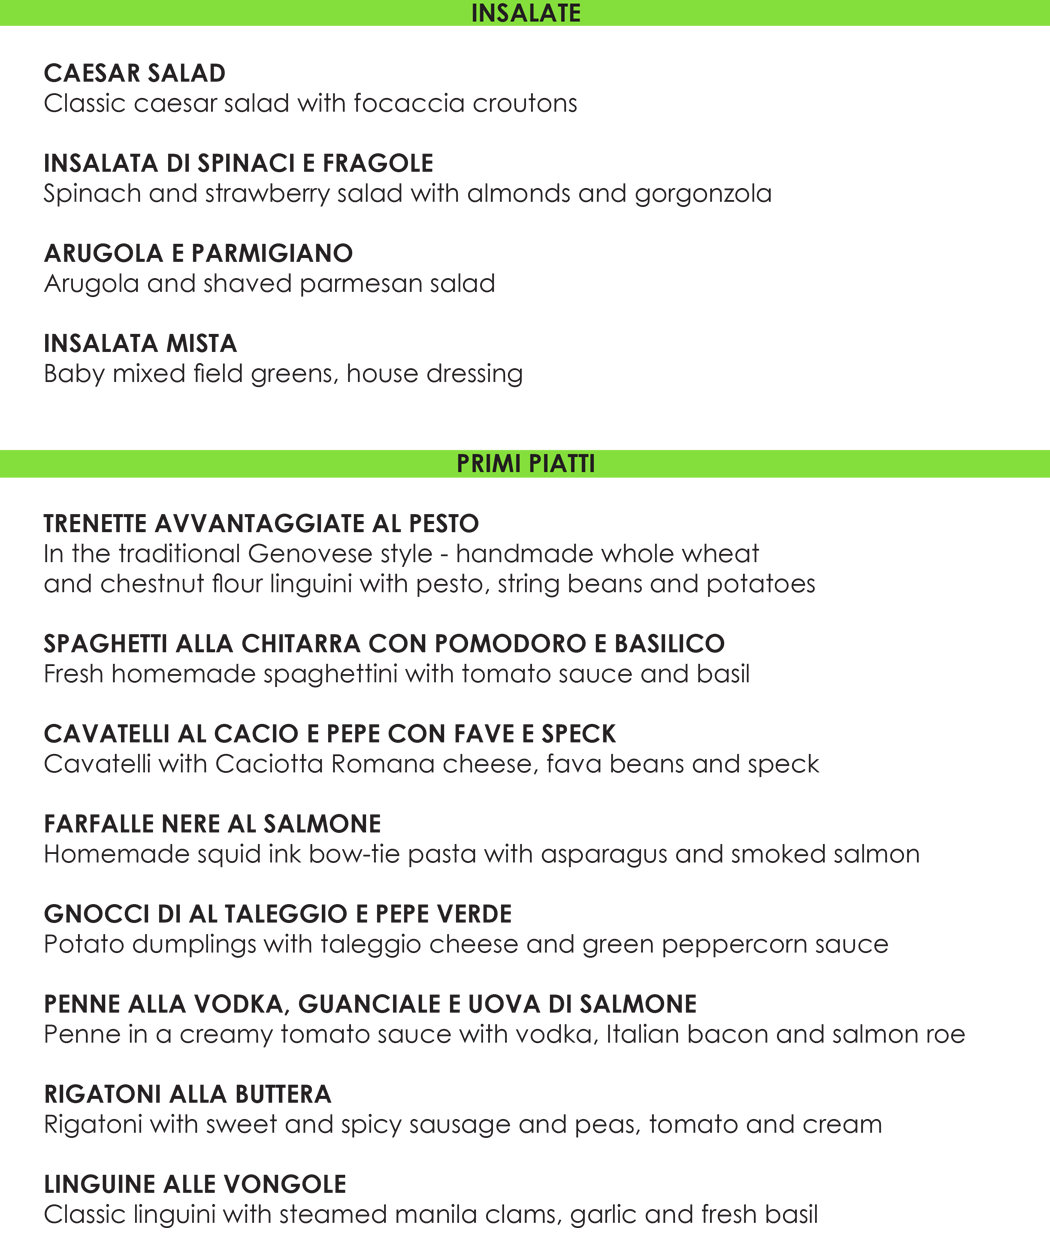 INSALATE
CAESAR SALAD
Classic caesar salad with focaccia croutons
INSALATA DI SPINACI E FRAGOLE
Spinach and strawberry salad with almonds and gorgonzola
ARUGOLA E PARMIGIANO
Arugola and shaved parmesan salad
INSALATA MISTA
Baby mixed field greens, house dressing
PRIMI PIATTI
TRENETTE AVVANTAGGIATE AL PESTO
In the traditional Genovese style - handmade whole wheat
and chestnut flour linguini with pesto, string beans and potatoes
SPAGHETTI ALLA CHITARRA CON POMODORO E BASILICO
Fresh homemade spaghettini with tomato sauce and basil
CAVATELLI AL CACIO E PEPE CON FAVE E SPECK
Cavatelli with Caciotta Romana cheese, fava beans and speck
FARFALLE NERE AL SALMONE
Homemade squid ink bow-tie pasta with asparagus and smoked salmon
GNOCCI DI AL TALEGGIO E PEPE VERDE
Potato dumplings with taleggio cheese and green peppercorn sauce
PENNE ALLA VODKA, GUANCIALE E UOVA DI SALMONE
Penne in a creamy tomato sauce with vodka, Italian bacon and salmon roe
RIGATONI ALLA BUTTERA
Rigatoni with sweet and spicy sausage and peas, tomato and cream
LINGUINE ALLE VONGOLE
Classic linguini with steamed manila clams, garlic and fresh basil